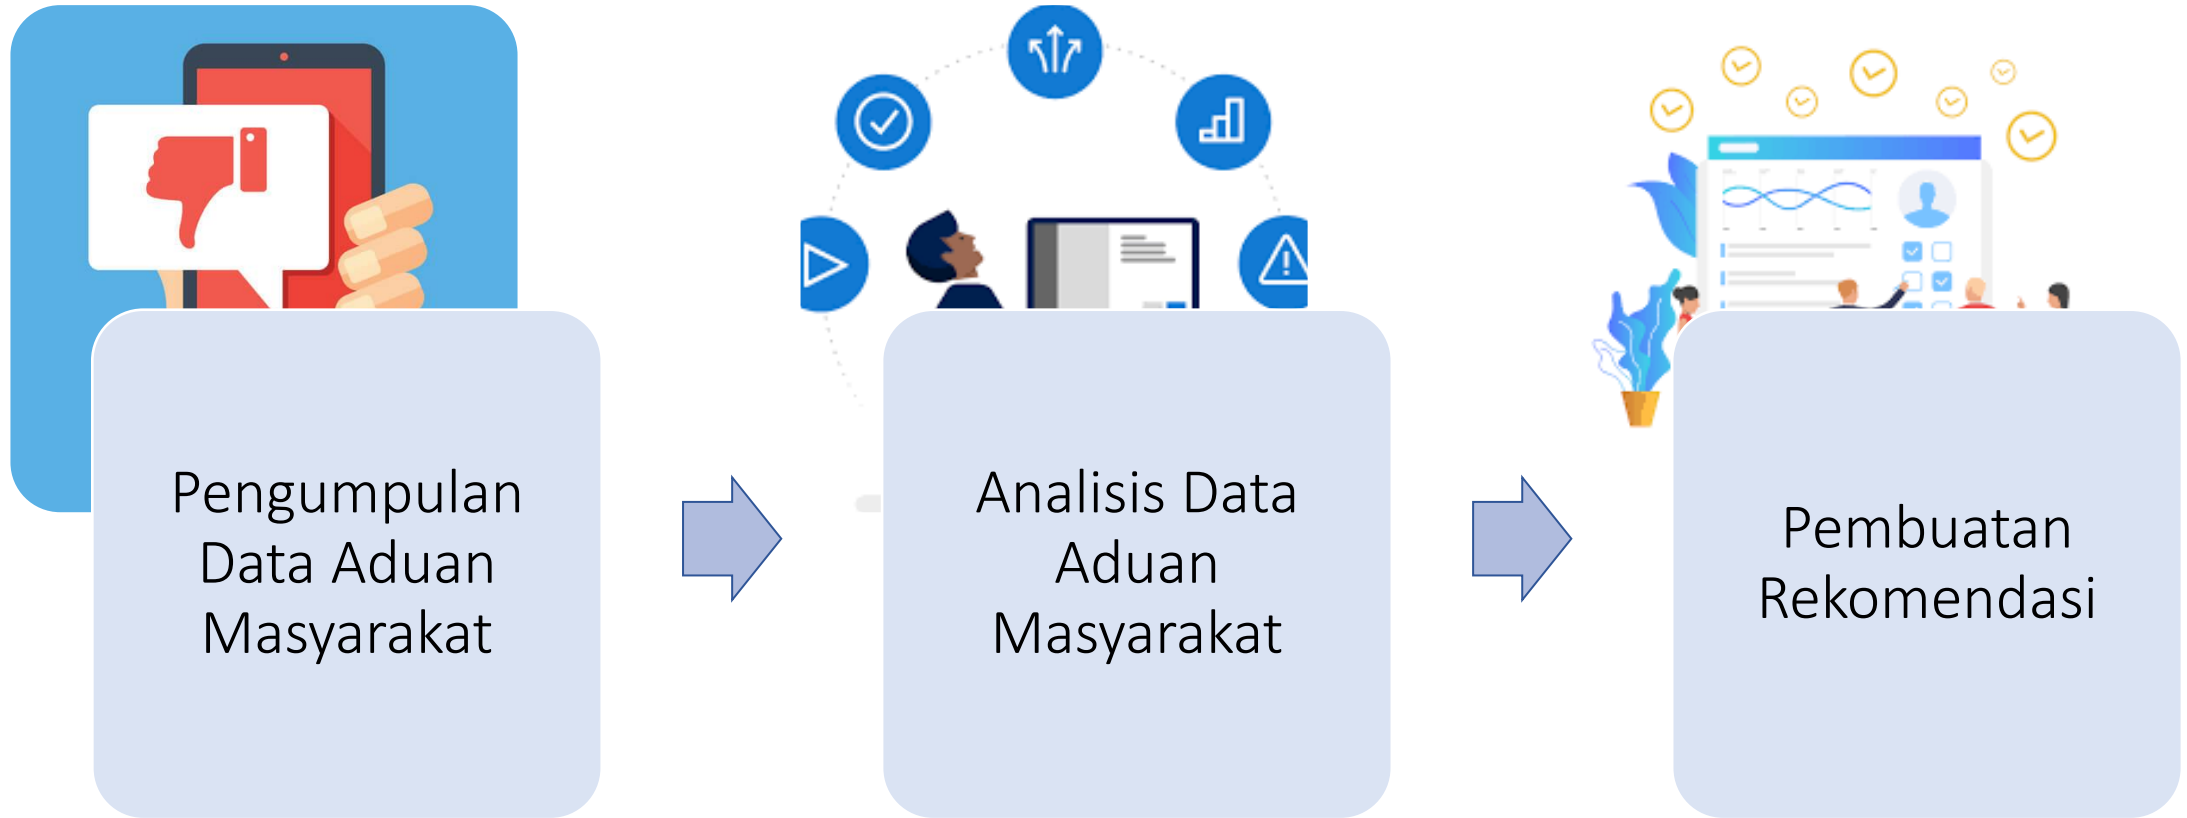 Pengumpulan
Data Aduan
Masyarakat
Analisis Data
Aduan
Masyarakat
Pembuatan
Rekomendasi